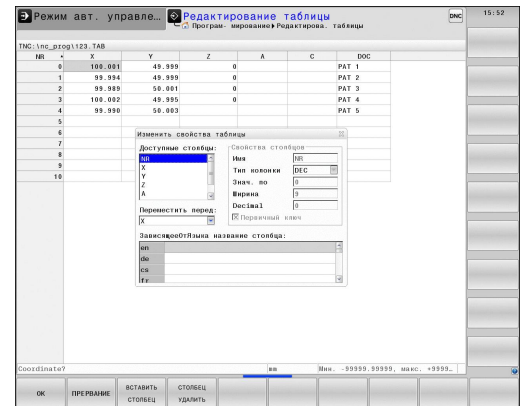 Режим авт. управле…
Редактирование таблицы
Програм- мирование Редактирова. таблицы
DNC
15:52
TNC:\nc_prog\123.TAB
NR X Y Z A C DOC
0 100.001 49.999 0 PAT 1
1 99.994 49.999 0 PAT 2
2 99.989 50.001 0 PAT 3
3 100.002 49.995 0 PAT 4
4 99.990 50.003 PAT 5
5
6
7
8
9
10
Изменить свойства таблицы
Доступные столбцы:
NR
X
Y
Z
A
Переместить перед:
X
Свойства столбцов
Имя NR
Тип колонки DEC
Знач. по 0
Ширина 9
Decimal 0
Первичный ключ
ЗависящееОтЯзыка название столбца:
en
de
cs
fr
Coordinate? mm Мин. -99999.99999, макс. +9999…
OK
ПРЕРВАНИЕ
ВСТАВИТЬ СТОЛБЕЦ
СТОЛБЕЦ УДАЛИТЬ